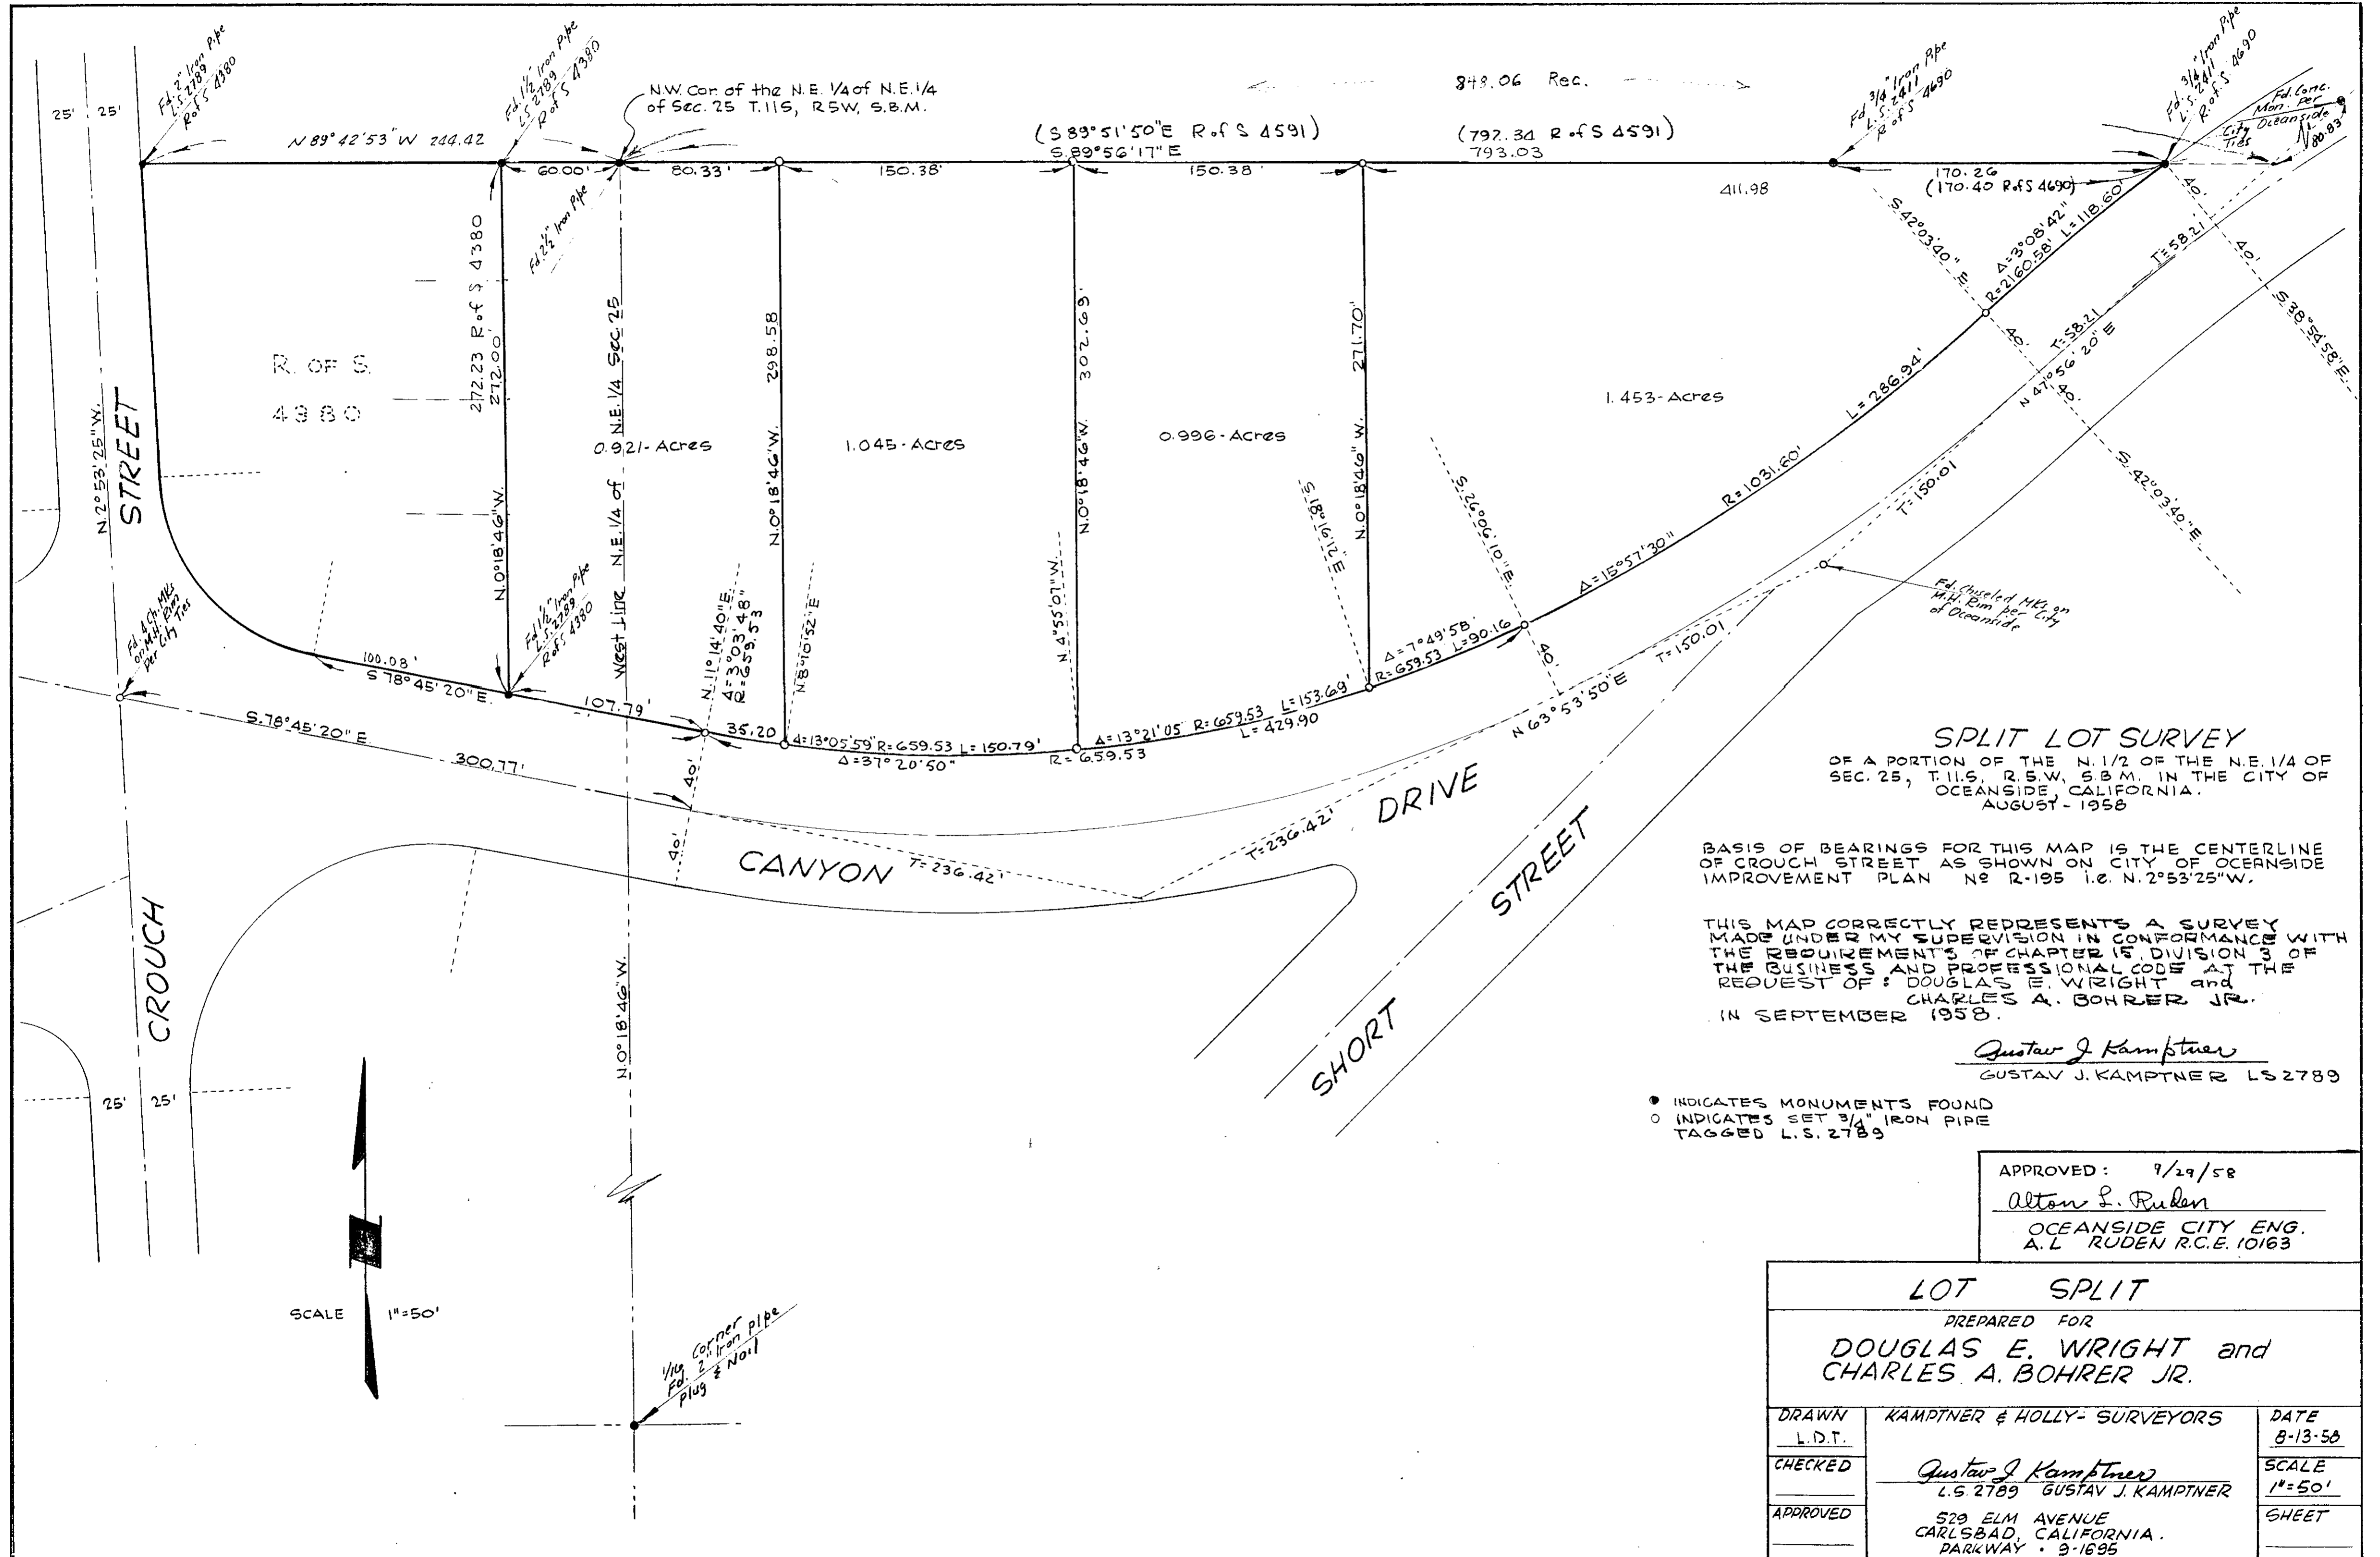 Fd. 2" Iron Pipe
L.S. 2789
R of S 4380
Fd. 1½" Iron Pipe
L.S. 2789
R of S 4380
N.W. Cor. of the N.E. 1/4 of N.E. 1/4
of Sec. 25 T.11S, R5W, S.B.M.
848.06 Rec.
Fd. 3/4" Iron Pipe
L.S. 2411
R of S 4690
Fd. 3/4" Iron Pipe
L.S. 2411
R. of S. 4690
Fd. Conc.
Mon. Per
City Oceanside
Ties
80.83'
25' 25'
N 89°42'53" W 244.42
(S 89°51'50"E R of S 4591)
S.89°56'17"E
(792.34 R of S 4591)
793.03
60.00'
80.33'
150.38'
150.38'
411.98
170.26
(170.40 R of S 4690)
Fd. 2½" Iron Pipe
272.23 R of S 4380
272.00'
N.0°18'46"W.
West Line N.E. 1/4 of N.E. 1/4 Sec. 25
298.58
N.0°18'46"W.
302.69'
N.0°18'46"W.
271.70'
N.0°18'46"W.
S.42°03'40"E.
Δ=3°08'42"
R=2160.58' L=118.60'
40'
40'
T=58.21'
T=58.21
N 47°56'20"E
S.38°54'58"E.
40'
40'
S.42°03'40"E.
R. OF S.
4380
0.921-Acres
1.045-Acres
0.996-Acres
1.453-Acres
L=286.94'
R=1031.60'
Δ=15°57'30"
T=150.01
T=150.01
N.2°53'25"W.
STREET
Fd. 4 Ch. Mks
on M.H. Rim
Per City Ties
Fd 1½" Iron Pipe
L.S. 2789
R of S 4380
N.11°14'40"E.
Δ=3°03'48"
R=659.53
N.8°10'52"E
N.4°55'07"W.
S.18°16'12"E
S.26°06'10"E.
Fd. Chiseled MKs on
M.H. Rim per City
of Oceanside
100.08'
S 78°45'20"E.
107.79'
35.20
Δ=13°05'59" R=659.53 L=150.79'
Δ=37°20'50"
R=659.53
Δ=13°21'05 R=659.53 L=153.69'
L=429.90
Δ=7°49'58"
R=659.53 L=90.16
40'
N 63°53'50"E
S.78°45'20"E.
300.77'
40'
40'
T=236.42'
T=236.42'
CANYON
DRIVE
CROUCH
SHORT
STREET
N.0°18'46"W.
25' 25'
SCALE 1"=50'
1/16 Corner
Fd. 2" Iron pipe
plug & Nail
SPLIT LOT SURVEY
OF A PORTION OF THE N. 1/2 OF THE N.E. 1/4 OF
SEC. 25, T.11.S, R.5.W, S.B.M. IN THE CITY OF
OCEANSIDE, CALIFORNIA.
AUGUST - 1958
BASIS OF BEARINGS FOR THIS MAP IS THE CENTERLINE
OF CROUCH STREET AS SHOWN ON CITY OF OCEANSIDE
IMPROVEMENT PLAN Nº R-195 i.e. N.2°53'25"W.
THIS MAP CORRECTLY REPRESENTS A SURVEY
MADE UNDER MY SUPERVISION IN CONFORMANCE WITH
THE REQUIREMENTS OF CHAPTER 15, DIVISION 3 OF
THE BUSINESS AND PROFESSIONAL CODE AT THE
REQUEST OF: DOUGLAS E. WRIGHT and
CHARLES A. BOHRER JR.
IN SEPTEMBER 1958.
Gustav J Kamptner
GUSTAV J. KAMPTNER LS 2789
● INDICATES MONUMENTS FOUND
○ INDICATES SET 3/4" IRON PIPE
TAGGED L.S. 2789
APPROVED: 9/29/58
Alton L. Ruden
OCEANSIDE CITY ENG.
A.L RUDEN R.C.E. 10163
LOT SPLIT
PREPARED FOR
DOUGLAS E. WRIGHT and
CHARLES A. BOHRER JR.
DRAWN
L.D.T.
CHECKED
APPROVED
KAMPTNER & HOLLY - SURVEYORS
Gustav J Kamptner
L.S. 2789 GUSTAV J. KAMPTNER
529 ELM AVENUE
CARLSBAD, CALIFORNIA.
PARKWAY · 9-1695
DATE
8-13-58
SCALE
1"=50'
SHEET